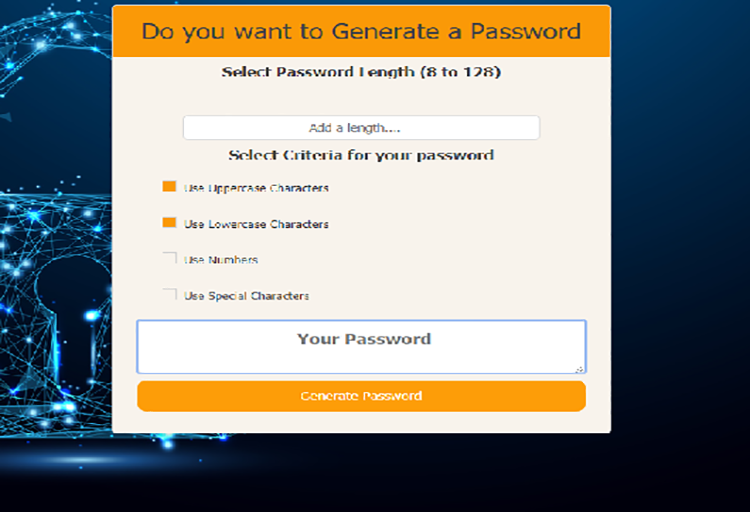 Do you want to Generate a Password
Select Password Length (8 to 128)
Add a length....
Select Criteria for your password
Use Uppercase Characters
Use Lowercase Characters
Use Numbers
Use Special Characters
Your Password
Generate Password